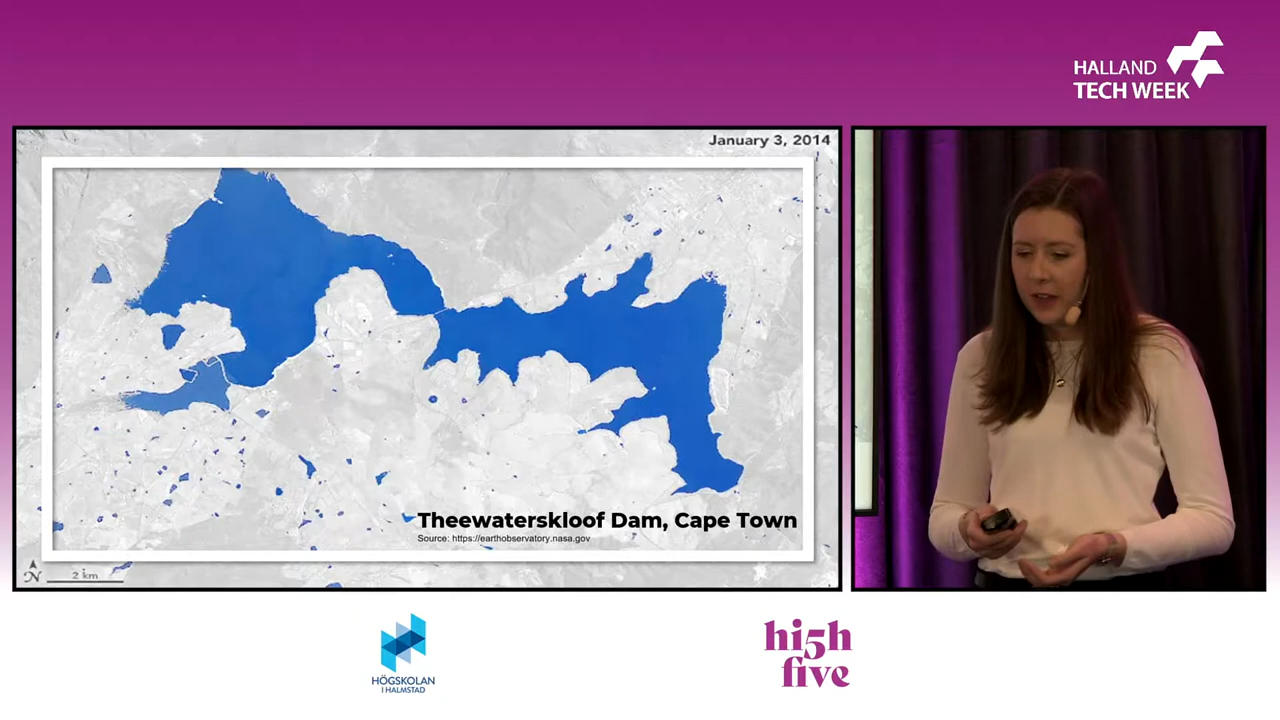 HALLAND
TECH WEEK
January 3, 2014
Theewaterskloof Dam, Cape Town
Source: https://earthobservatory.nasa.gov
N
2 km
HÖGSKOLAN
I HALMSTAD
hi5h
five